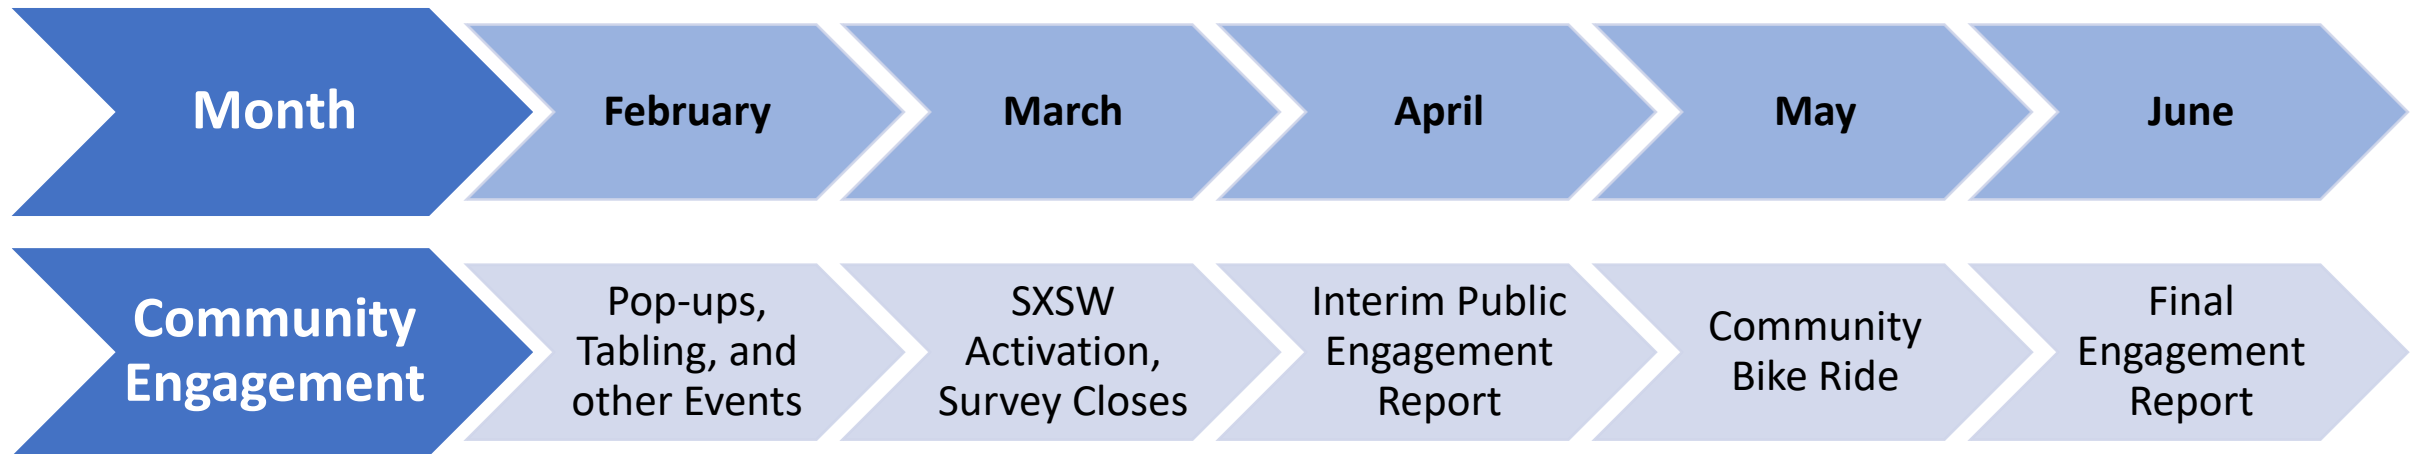 Month
February
March
April
May
June
Community
Engagement
Pop-ups,
Tabling, and
other Events
SXSW
Activation,
Survey Closes
Interim Public
Engagement
Report
Community
Bike Ride
Final
Engagement
Report